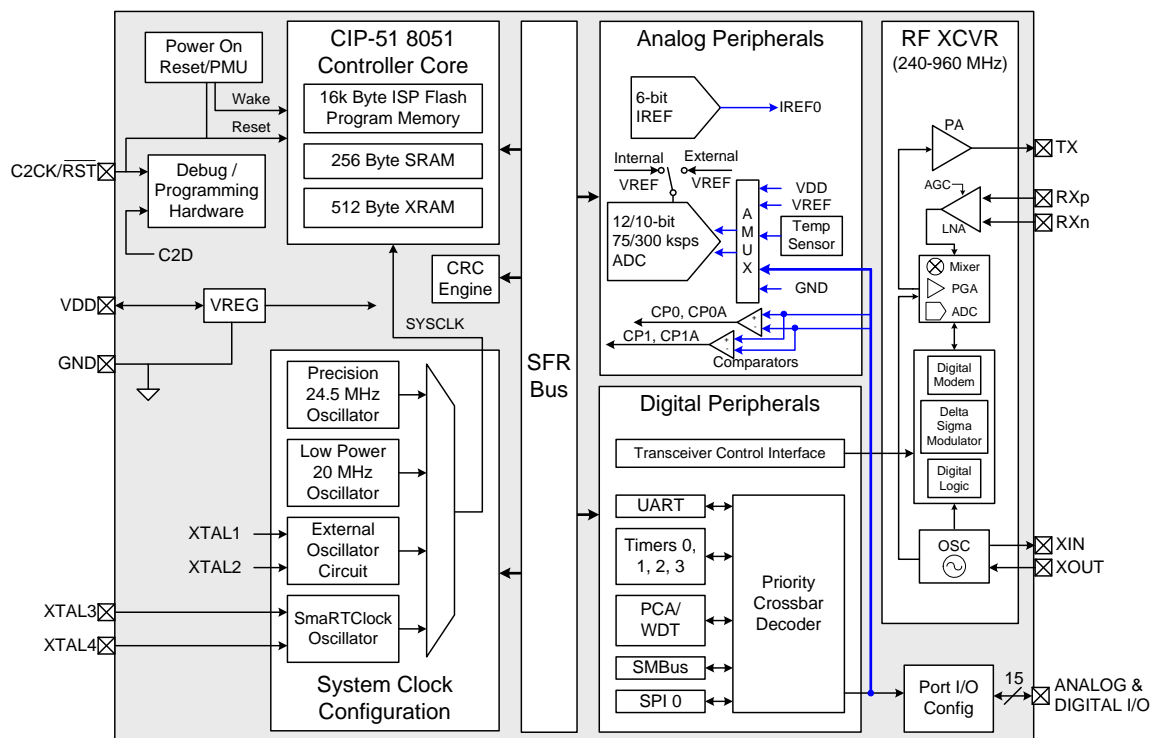 Power On
Reset/PMU
Wake
Reset
C2CK/RST
Debug /
Programming
Hardware
C2D
VDD
VREG
GND
CIP-51 8051
Controller Core
16k Byte ISP Flash
Program Memory
256 Byte SRAM
512 Byte XRAM
CRC
Engine
SYSCLK
Precision
24.5 MHz
Oscillator
Low Power
20 MHz
Oscillator
XTAL1
XTAL2
External
Oscillator
Circuit
XTAL3
XTAL4
SmaRTClock
Oscillator
System Clock
Configuration
SFR
Bus
Analog Peripherals
6-bit
IREF
IREF0
Internal
VREF
External
VREF
12/10-bit
75/300 ksps
ADC
A
M
U
X
VDD
VREF
Temp
Sensor
GND
CP0, CP0A
+
-
CP1, CP1A
+
-
Comparators
Digital Peripherals
Transceiver Control Interface
UART
Timers 0,
1, 2, 3
PCA/
WDT
SMBus
SPI 0
Priority
Crossbar
Decoder
RF XCVR
(240-960 MHz)
PA
TX
AGC
LNA
RXp
RXn
Mixer
PGA
ADC
Digital
Modem
Delta
Sigma
Modulator
Digital
Logic
OSC
XIN
XOUT
Port I/O
Config
15
ANALOG &
DIGITAL I/O